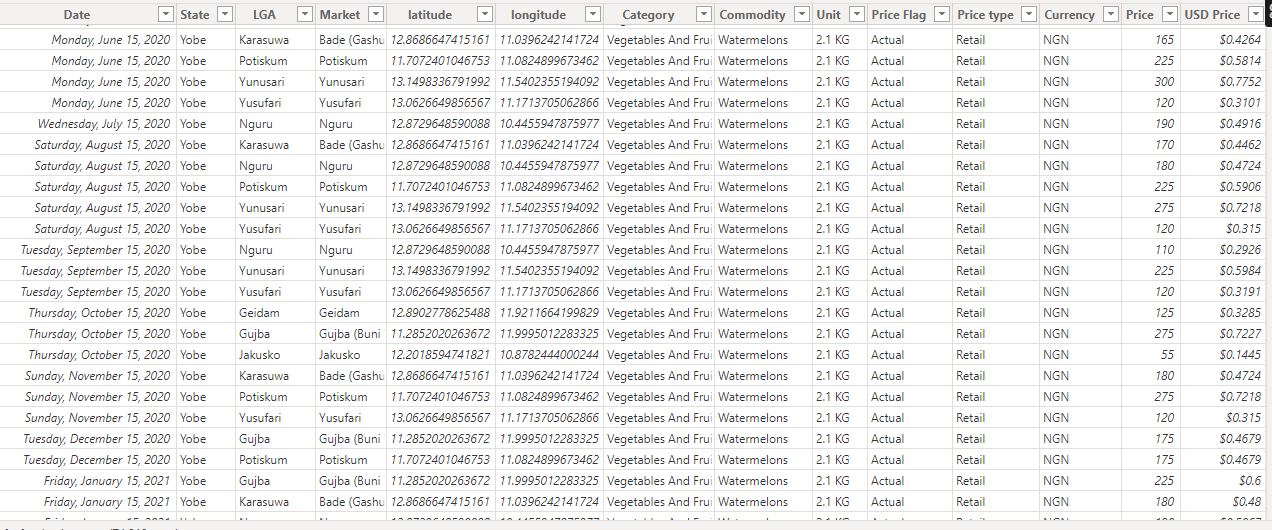 Date State LGA Market latitude longitude Category Commodity Unit Price Flag Price type Currency Price USD Price
Monday, June 15, 2020 Yobe Karasuwa Bade (Gashu 12.8686647415161 11.0396242141724 Vegetables And Frui Watermelons 2.1 KG Actual Retail NGN 165 $0.4264
Monday, June 15, 2020 Yobe Potiskum Potiskum 11.7072401046753 11.0824899673462 Vegetables And Frui Watermelons 2.1 KG Actual Retail NGN 225 $0.5814
Monday, June 15, 2020 Yobe Yunusari Yunusari 13.1498336791992 11.5402355194092 Vegetables And Frui Watermelons 2.1 KG Actual Retail NGN 300 $0.7752
Monday, June 15, 2020 Yobe Yusufari Yusufari 13.0626649856567 11.1713705062866 Vegetables And Frui Watermelons 2.1 KG Actual Retail NGN 120 $0.3101
Wednesday, July 15, 2020 Yobe Nguru Nguru 12.8729648590088 10.4455947875977 Vegetables And Frui Watermelons 2.1 KG Actual Retail NGN 190 $0.4916
Saturday, August 15, 2020 Yobe Karasuwa Bade (Gashu 12.8686647415161 11.0396242141724 Vegetables And Frui Watermelons 2.1 KG Actual Retail NGN 170 $0.4462
Saturday, August 15, 2020 Yobe Nguru Nguru 12.8729648590088 10.4455947875977 Vegetables And Frui Watermelons 2.1 KG Actual Retail NGN 180 $0.4724
Saturday, August 15, 2020 Yobe Potiskum Potiskum 11.7072401046753 11.0824899673462 Vegetables And Frui Watermelons 2.1 KG Actual Retail NGN 225 $0.5906
Saturday, August 15, 2020 Yobe Yunusari Yunusari 13.1498336791992 11.5402355194092 Vegetables And Frui Watermelons 2.1 KG Actual Retail NGN 275 $0.7218
Saturday, August 15, 2020 Yobe Yusufari Yusufari 13.0626649856567 11.1713705062866 Vegetables And Frui Watermelons 2.1 KG Actual Retail NGN 120 $0.315
Tuesday, September 15, 2020 Yobe Nguru Nguru 12.8729648590088 10.4455947875977 Vegetables And Frui Watermelons 2.1 KG Actual Retail NGN 110 $0.2926
Tuesday, September 15, 2020 Yobe Yunusari Yunusari 13.1498336791992 11.5402355194092 Vegetables And Frui Watermelons 2.1 KG Actual Retail NGN 225 $0.5984
Tuesday, September 15, 2020 Yobe Yusufari Yusufari 13.0626649856567 11.1713705062866 Vegetables And Frui Watermelons 2.1 KG Actual Retail NGN 120 $0.3191
Thursday, October 15, 2020 Yobe Geidam Geidam 12.8902778625488 11.9211664199829 Vegetables And Frui Watermelons 2.1 KG Actual Retail NGN 125 $0.3285
Thursday, October 15, 2020 Yobe Gujba Gujba (Buni 11.2852020263672 11.9995012283325 Vegetables And Frui Watermelons 2.1 KG Actual Retail NGN 275 $0.7227
Thursday, October 15, 2020 Yobe Jakusko Jakusko 12.2018594741821 10.8782444000244 Vegetables And Frui Watermelons 2.1 KG Actual Retail NGN 55 $0.1445
Sunday, November 15, 2020 Yobe Karasuwa Bade (Gashu 12.8686647415161 11.0396242141724 Vegetables And Frui Watermelons 2.1 KG Actual Retail NGN 180 $0.4724
Sunday, November 15, 2020 Yobe Potiskum Potiskum 11.7072401046753 11.0824899673462 Vegetables And Frui Watermelons 2.1 KG Actual Retail NGN 275 $0.7218
Sunday, November 15, 2020 Yobe Yusufari Yusufari 13.0626649856567 11.1713705062866 Vegetables And Frui Watermelons 2.1 KG Actual Retail NGN 120 $0.315
Tuesday, December 15, 2020 Yobe Gujba Gujba (Buni 11.2852020263672 11.9995012283325 Vegetables And Frui Watermelons 2.1 KG Actual Retail NGN 175 $0.4679
Tuesday, December 15, 2020 Yobe Potiskum Potiskum 11.7072401046753 11.0824899673462 Vegetables And Frui Watermelons 2.1 KG Actual Retail NGN 175 $0.4679
Friday, January 15, 2021 Yobe Gujba Gujba (Buni 11.2852020263672 11.9995012283325 Vegetables And Frui Watermelons 2.1 KG Actual Retail NGN 225 $0.6
Friday, January 15, 2021 Yobe Karasuwa Bade (Gashu 12.8686647415161 11.0396242141724 Vegetables And Frui Watermelons 2.1 KG Actual Retail NGN 180 $0.48